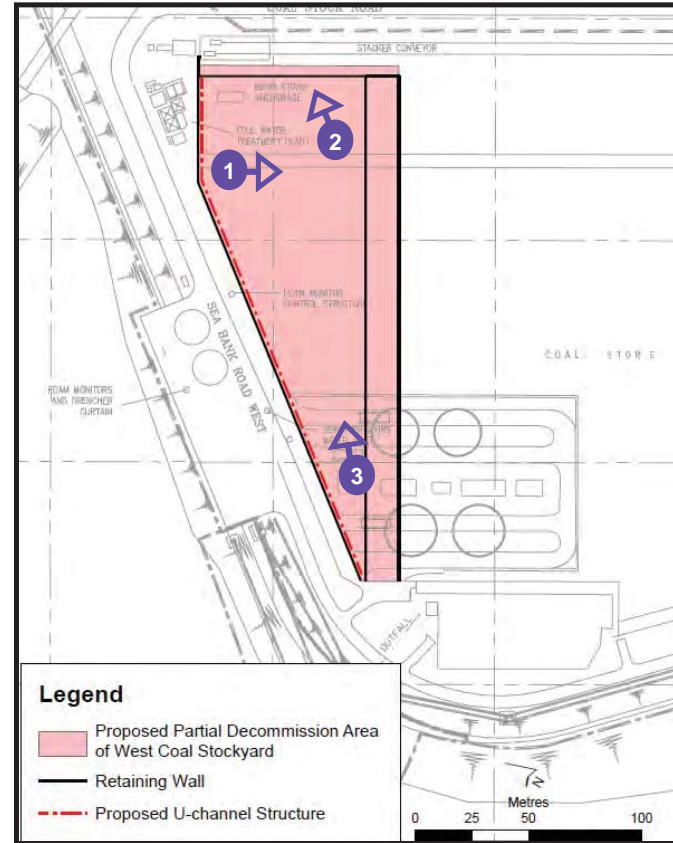 COAL STOCK ROAD
STACKER CONVEYOR
ANCHORAGE
2
FOUL WATER
TREATMENT PLANT
1
FOAM MONITOR
CONTROL STRUCTURE
SEA BANK ROAD WEST
COAL STORE
FOAM MONITORS
AND DRENCHER
CURTAIN
3
OUTFALL
Legend
Proposed Partial Decommission Area
of West Coal Stockyard
Retaining Wall
Proposed U-channel Structure
N
Metres
0 25 50 100